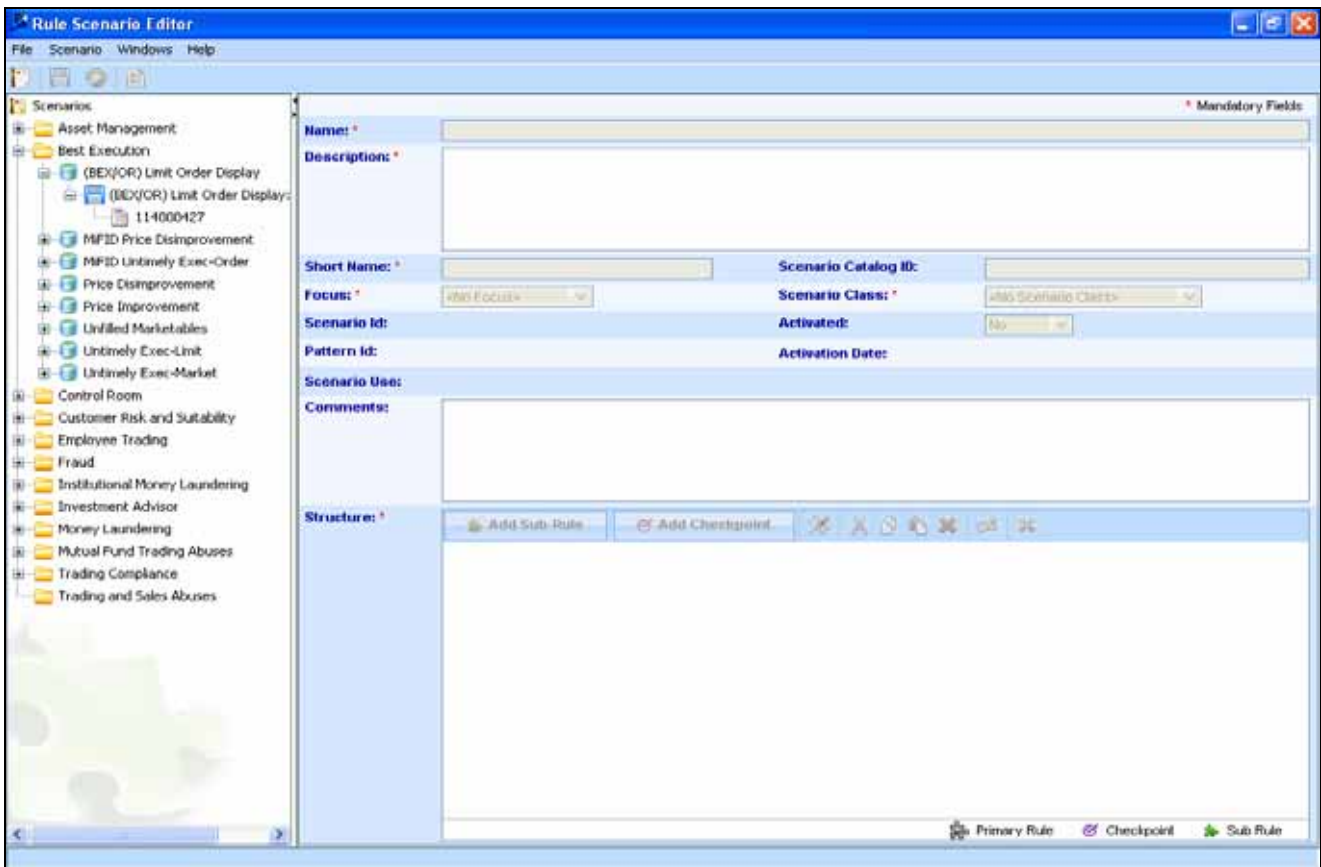 Rule Scenario Editor
File Scenario Windows Help
Scenarios
Asset Management
Best Execution
(BEX/OR) Limit Order Display
(BEX/OR) Limit Order Display:
114000427
MiFID Price Disimprovement
MiFID Untimely Exec-Order
Price Disimprovement
Price Improvement
Unfilled Marketables
Untimely Exec-Limit
Untimely Exec-Market
Control Room
Customer Risk and Suitability
Employee Trading
Fraud
Institutional Money Laundering
Investment Advisor
Money Laundering
Mutual Fund Trading Abuses
Trading Compliance
Trading and Sales Abuses
* Mandatory Fields
Name: *
Description: *
Short Name: * Scenario Catalog ID:
Focus: * <No Focus> Scenario Class: * <No Scenario Class>
Scenario Id: Activated: No
Pattern Id: Activation Date:
Scenario Use:
Comments:
Structure: * Add Sub Rule Add Checkpoint
Primary Rule Checkpoint Sub Rule